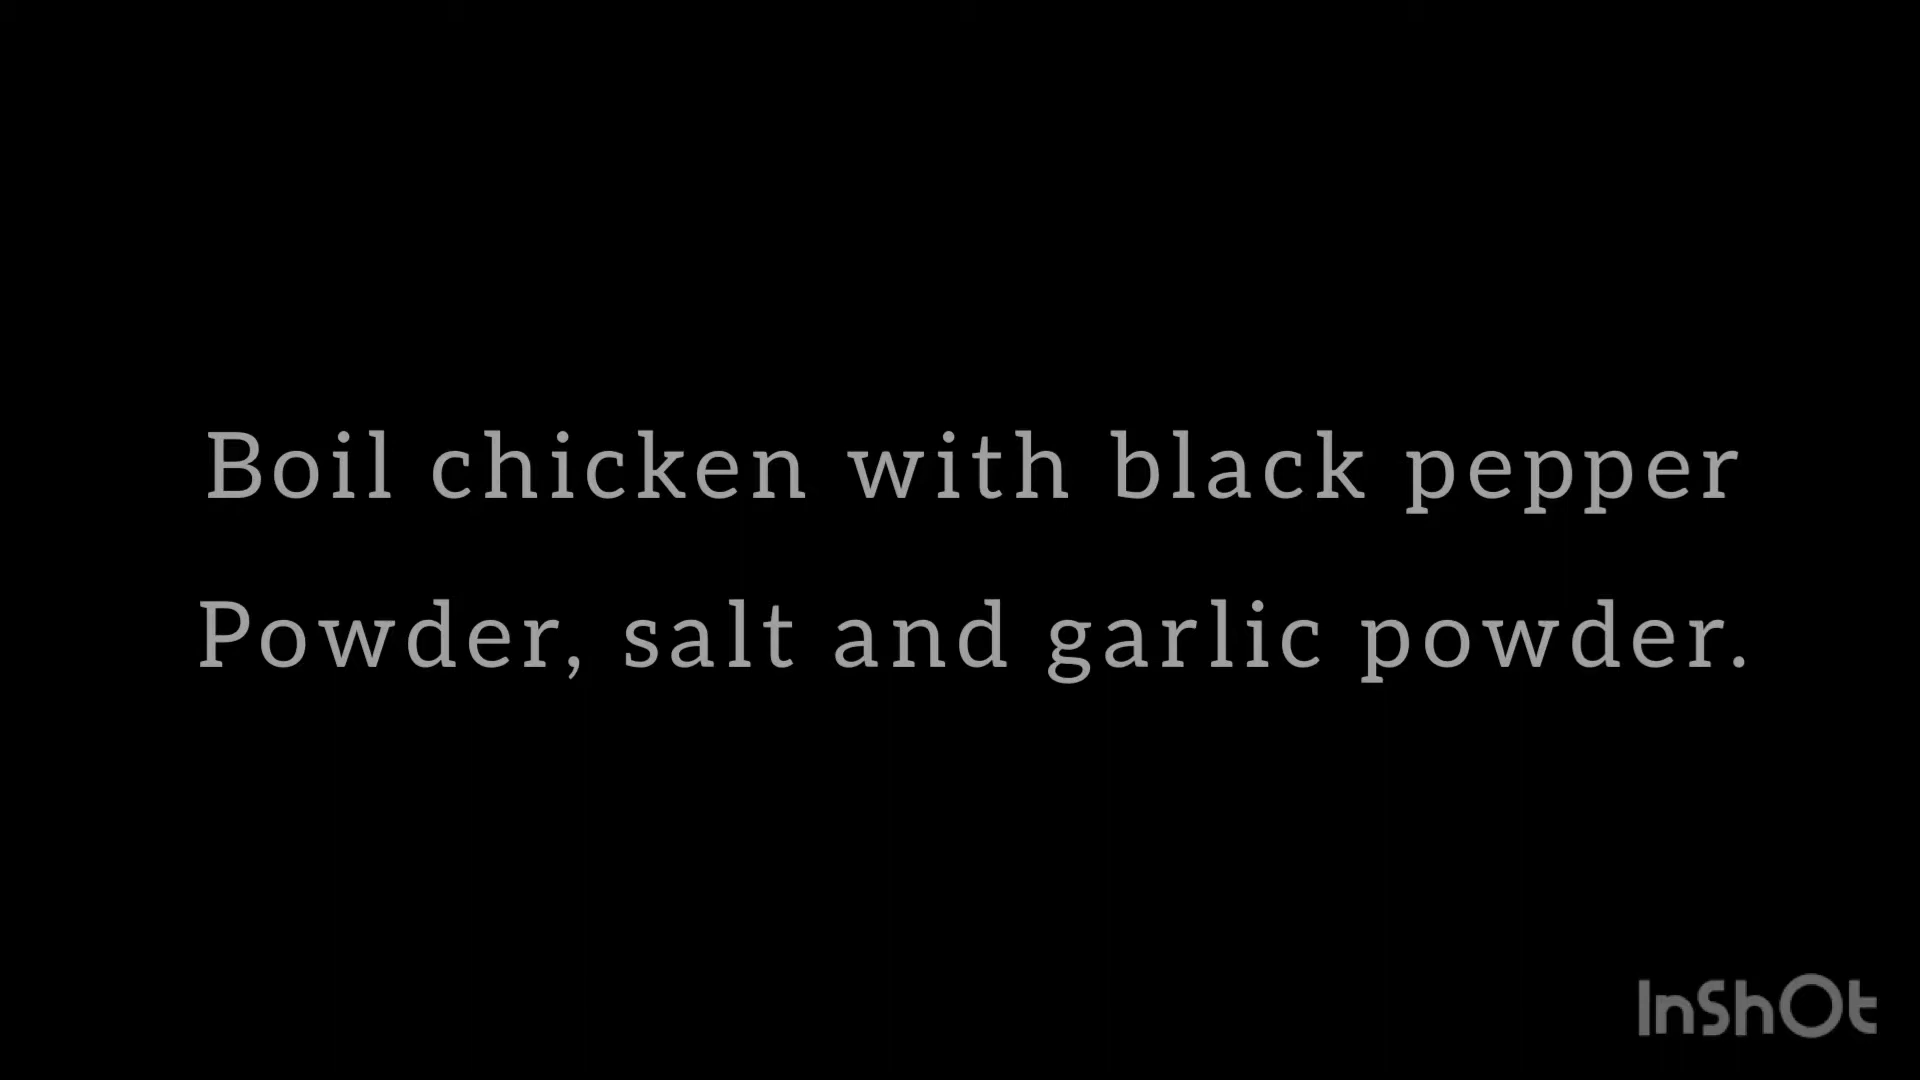 Boil chicken with black pepper
Powder, salt and garlic powder.
InShOt